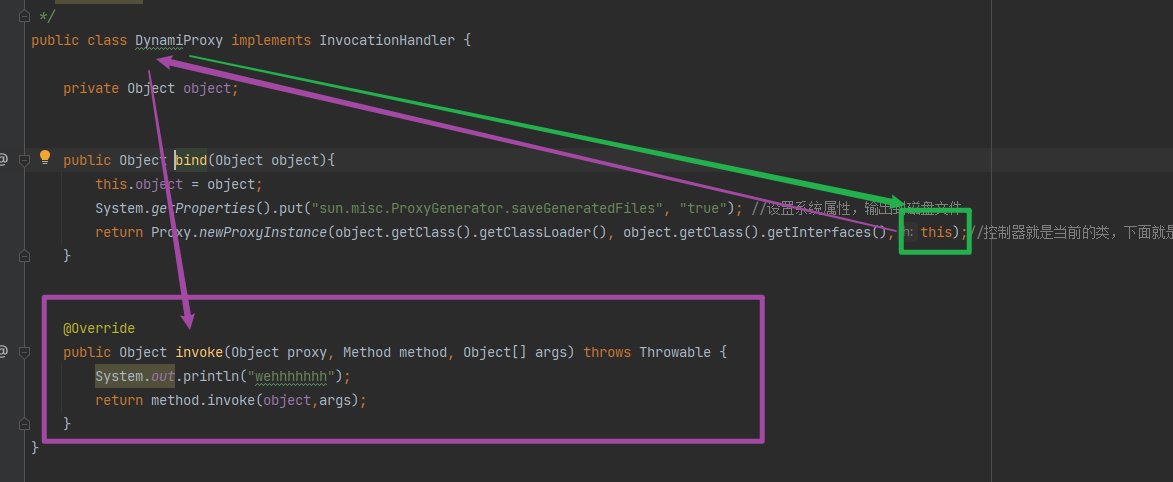 */
public class DynamiProxy implements InvocationHandler {
private Object object;
public Object bind(Object object){
this.object = object;
System.getProperties().put("sun.misc.ProxyGenerator.saveGeneratedFiles", "true"); //设置系统属性，输出到磁盘文件
return Proxy.newProxyInstance(object.getClass().getClassLoader(), object.getClass().getInterfaces(), h: this);//控制器就是当前的类，下面就是
}
@Override
public Object invoke(Object proxy, Method method, Object[] args) throws Throwable {
System.out.println("wehhhhhhh");
return method.invoke(object,args);
}
}